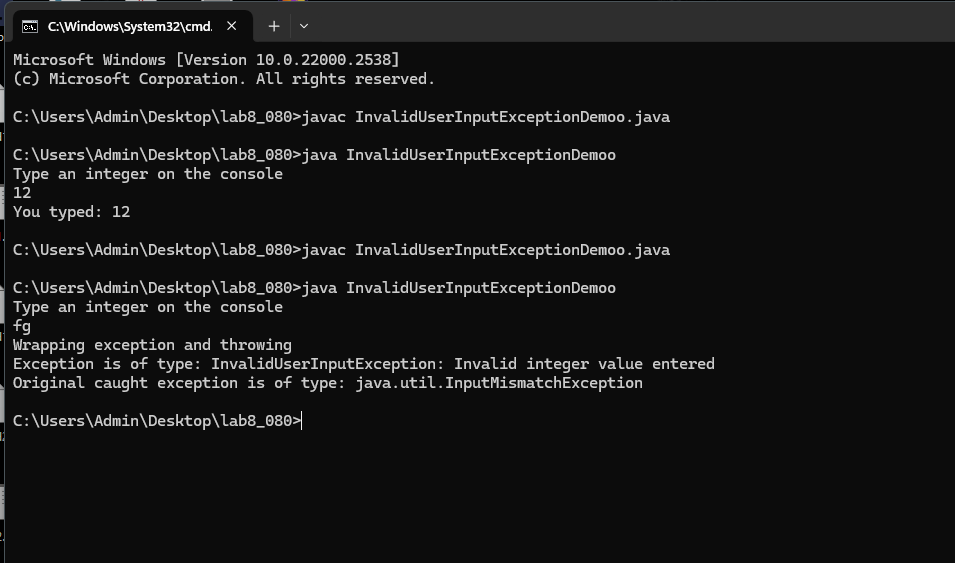 C:\Windows\System32\cmd.
Microsoft Windows [Version 10.0.22000.2538]
(c) Microsoft Corporation. All rights reserved.
C:\Users\Admin\Desktop\lab8_080>javac InvalidUserInputExceptionDemoo.java
C:\Users\Admin\Desktop\lab8_080>java InvalidUserInputExceptionDemoo
Type an integer on the console
12
You typed: 12
C:\Users\Admin\Desktop\lab8_080>javac InvalidUserInputExceptionDemoo.java
C:\Users\Admin\Desktop\lab8_080>java InvalidUserInputExceptionDemoo
Type an integer on the console
fg
Wrapping exception and throwing
Exception is of type: InvalidUserInputException: Invalid integer value entered
Original caught exception is of type: java.util.InputMismatchException
C:\Users\Admin\Desktop\lab8_080>